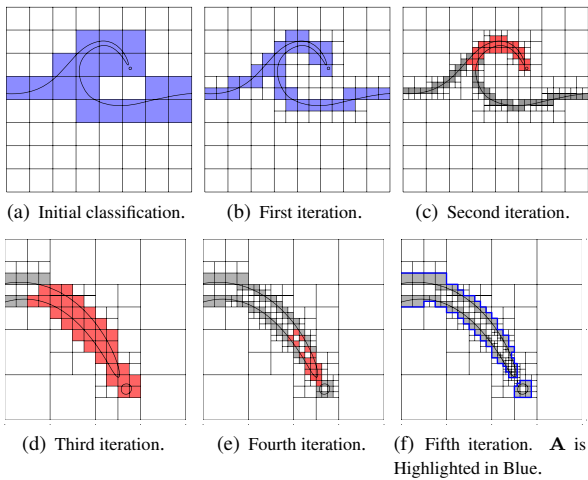 (a) Initial classification.
(b) First iteration.
(c) Second iteration.
(d) Third iteration.
(e) Fourth iteration.
(f) Fifth iteration. A is
Highlighted in Blue.